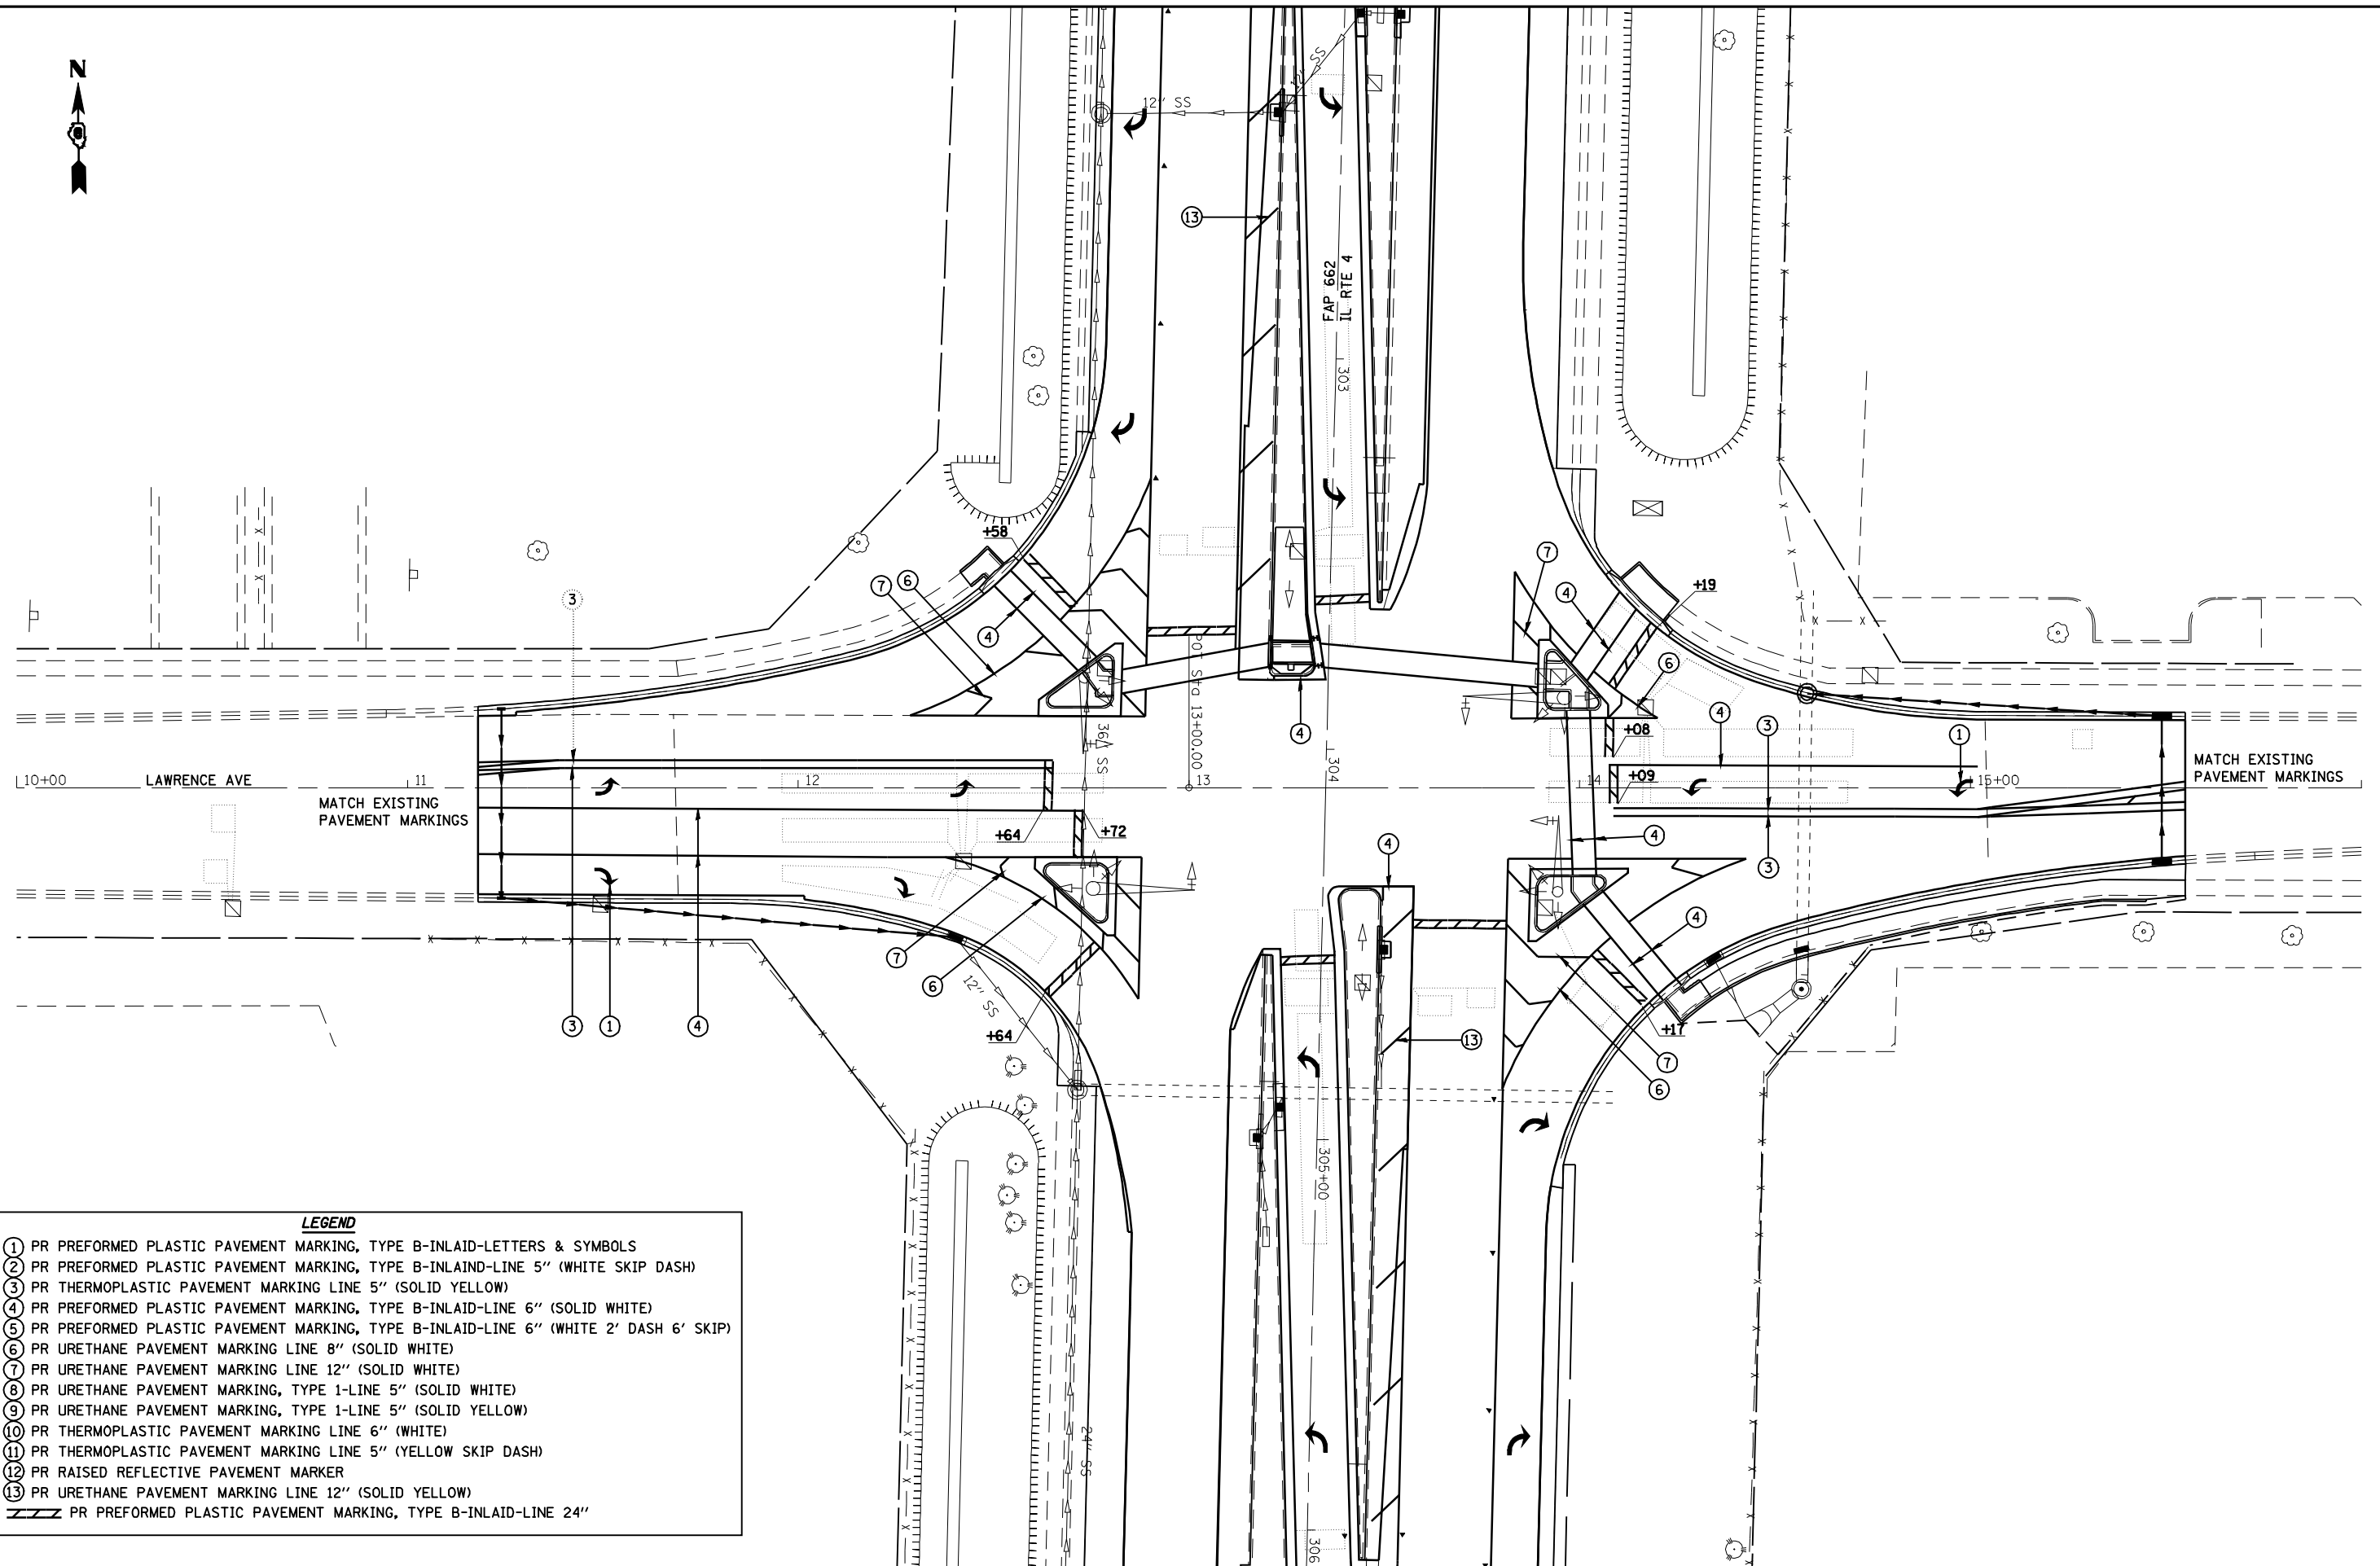 N
12" SS
12" SS
13
FAP 662
IL RTE 4
303
+58
7
6
3
4
7
4
+19
6
Pot Sta 13+00.00
36" SS
4
304
+08
4
3
1
10+00
LAWRENCE AVE
11
12
13
14
+09
15+00
MATCH EXISTING
PAVEMENT MARKINGS
MATCH EXISTING
PAVEMENT MARKINGS
+64
+72
4
4
3
4
7
6
12" SS
3
1
4
+64
13
+17
7
6
305+00
24" SS
306
LEGEND
1 PR PREFORMED PLASTIC PAVEMENT MARKING, TYPE B-INLAID-LETTERS & SYMBOLS
2 PR PREFORMED PLASTIC PAVEMENT MARKING, TYPE B-INLAIND-LINE 5" (WHITE SKIP DASH)
3 PR THERMOPLASTIC PAVEMENT MARKING LINE 5" (SOLID YELLOW)
4 PR PREFORMED PLASTIC PAVEMENT MARKING, TYPE B-INLAID-LINE 6" (SOLID WHITE)
5 PR PREFORMED PLASTIC PAVEMENT MARKING, TYPE B-INLAID-LINE 6" (WHITE 2' DASH 6' SKIP)
6 PR URETHANE PAVEMENT MARKING LINE 8" (SOLID WHITE)
7 PR URETHANE PAVEMENT MARKING LINE 12" (SOLID WHITE)
8 PR URETHANE PAVEMENT MARKING, TYPE 1-LINE 5" (SOLID WHITE)
9 PR URETHANE PAVEMENT MARKING, TYPE 1-LINE 5" (SOLID YELLOW)
10 PR THERMOPLASTIC PAVEMENT MARKING LINE 6" (WHITE)
11 PR THERMOPLASTIC PAVEMENT MARKING LINE 5" (YELLOW SKIP DASH)
12 PR RAISED REFLECTIVE PAVEMENT MARKER
13 PR URETHANE PAVEMENT MARKING LINE 12" (SOLID YELLOW)
PR PREFORMED PLASTIC PAVEMENT MARKING, TYPE B-INLAID-LINE 24"